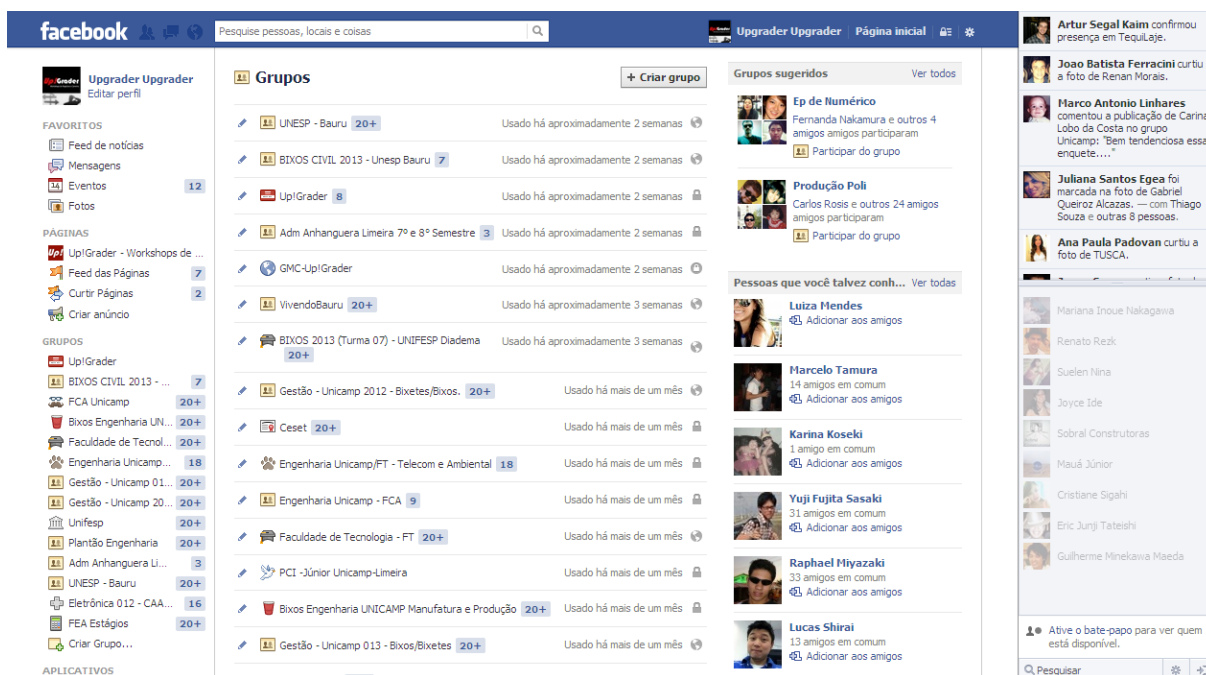 facebook
Pesquise pessoas, locais e coisas
Upgrader Upgrader
Página inicial
Upgrader Upgrader
Editar perfil
FAVORITOS
Feed de notícias
Mensagens
Eventos 12
Fotos
PÁGINAS
Up!Grader - Workshops de ...
Feed das Páginas 7
Curtir Páginas 2
Criar anúncio
GRUPOS
Up!Grader
BIXOS CIVIL 2013 - ... 7
FCA Unicamp 20+
Bixos Engenharia UN... 20+
Faculdade de Tecnol... 20+
Engenharia Unicamp... 18
Gestão - Unicamp 01... 20+
Gestão - Unicamp 20... 20+
Unifesp 20+
Plantão Engenharia 20+
Adm Anhanguera Li... 3
UNESP - Bauru 20+
Eletrônica 012 - CAA... 16
FEA Estágios 20+
Criar Grupo...
APLICATIVOS
Grupos
+ Criar grupo
UNESP - Bauru 20+ Usado há aproximadamente 2 semanas
BIXOS CIVIL 2013 - Unesp Bauru 7 Usado há aproximadamente 2 semanas
Up!Grader 8 Usado há aproximadamente 2 semanas
Adm Anhanguera Limeira 7º e 8º Semestre 3 Usado há aproximadamente 2 semanas
GMC-Up!Grader Usado há aproximadamente 2 semanas
VivendoBauru 20+ Usado há aproximadamente 3 semanas
BIXOS 2013 (Turma 07) - UNIFESP Diadema Usado há aproximadamente 3 semanas
20+
Gestão - Unicamp 2012 - Bixetes/Bixos. 20+ Usado há mais de um mês
Ceset 20+ Usado há mais de um mês
Engenharia Unicamp/FT - Telecom e Ambiental 18 Usado há mais de um mês
Engenharia Unicamp - FCA 9 Usado há mais de um mês
Faculdade de Tecnologia - FT 20+ Usado há mais de um mês
PCI -Júnior Unicamp-Limeira Usado há mais de um mês
Bixos Engenharia UNICAMP Manufatura e Produção 20+ Usado há mais de um mês
Gestão - Unicamp 013 - Bixos/Bixetes 20+ Usado há mais de um mês
Grupos sugeridos Ver todos
Ep de Numérico
Fernanda Nakamura e outros 4
amigos amigos participaram
Participar do grupo
Produção Poli
Carlos Rosis e outros 24 amigos
amigos participaram
Participar do grupo
Pessoas que você talvez conh... Ver todas
Luiza Mendes
Adicionar aos amigos
Marcelo Tamura
14 amigos em comum
Adicionar aos amigos
Karina Koseki
1 amigo em comum
Adicionar aos amigos
Yuji Fujita Sasaki
31 amigos em comum
Adicionar aos amigos
Raphael Miyazaki
33 amigos em comum
Adicionar aos amigos
Lucas Shirai
13 amigos em comum
Adicionar aos amigos
Artur Segal Kaim confirmou
presença em TequiLaje.
Joao Batista Ferracini curtiu
a foto de Renan Morais.
Marco Antonio Linhares
comentou a publicação de Carina
Lobo da Costa no grupo
Unicamp: "Bem tendenciosa essa
enquete...."
Juliana Santos Egea foi
marcada na foto de Gabriel
Queiroz Alcazas. — com Thiago
Souza e outras 8 pessoas.
Ana Paula Padovan curtiu a
foto de TUSCA.
Mariana Inoue Nakagawa
Renato Rezk
Suelen Nina
Joyce Ide
Sobral Construtoras
Mauá Júnior
Cristiane Sigahi
Eric Junji Tateishi
Guilherme Minekawa Maeda
Ative o bate-papo para ver quem
está disponível.
Pesquisar